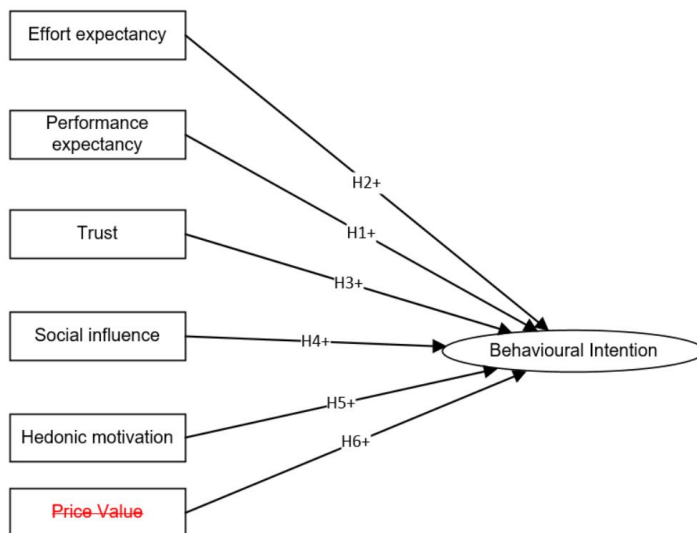 Effort expectancy
Performance
expectancy
H2+
H1+
Trust
H3+
Social influence
H4+
Behavioural Intention
Hedonic motivation
H5+
H6+
Price Value